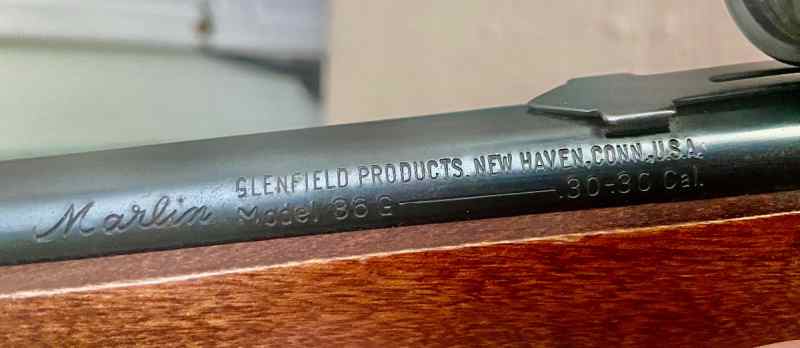 Marlin
GLENFIELD PRODUCTS. NEW HAVEN. CONN. U.S.A.
Model 36 G .30-30 Cal.